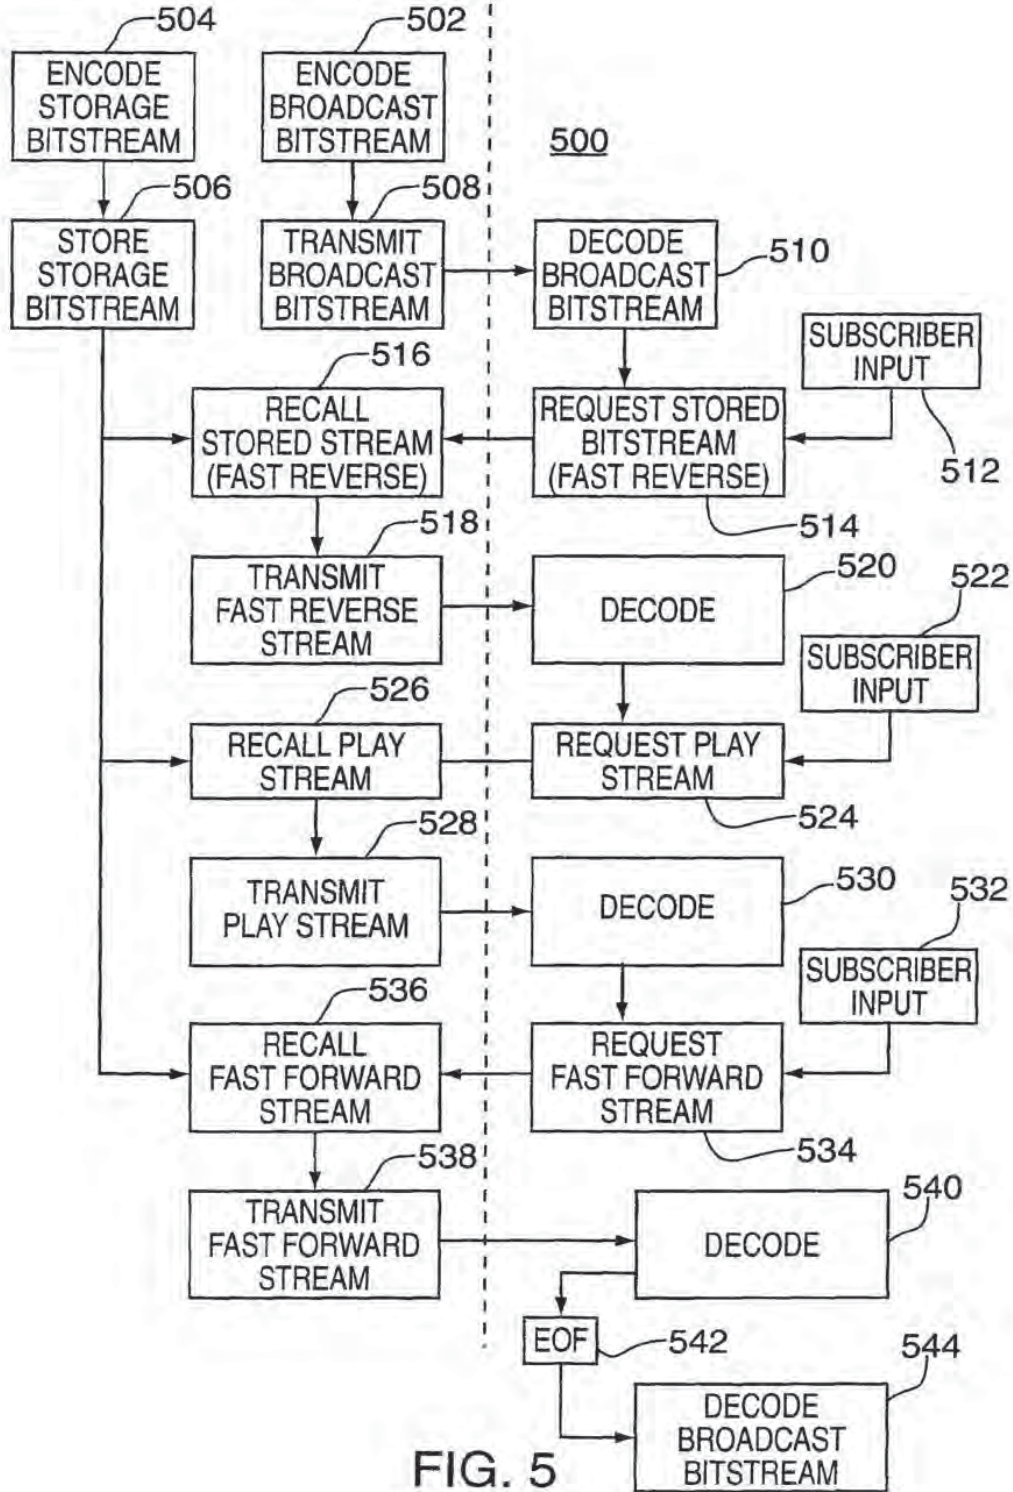 504
502
ENCODE
STORAGE
BITSTREAM
ENCODE
BROADCAST
BITSTREAM
500
506
508
STORE
STORAGE
BITSTREAM
TRANSMIT
BROADCAST
BITSTREAM
DECODE
BROADCAST
BITSTREAM
510
SUBSCRIBER
INPUT
512
516
RECALL
STORED STREAM
(FAST REVERSE)
REQUEST STORED
BITSTREAM
(FAST REVERSE)
514
518
TRANSMIT
FAST REVERSE
STREAM
DECODE
520
522
SUBSCRIBER
INPUT
526
RECALL PLAY
STREAM
REQUEST PLAY
STREAM
524
528
TRANSMIT
PLAY STREAM
DECODE
530
532
SUBSCRIBER
INPUT
536
RECALL
FAST FORWARD
STREAM
REQUEST
FAST FORWARD
STREAM
534
538
TRANSMIT
FAST FORWARD
STREAM
DECODE
540
EOF
542
544
DECODE
BROADCAST
BITSTREAM
FIG. 5